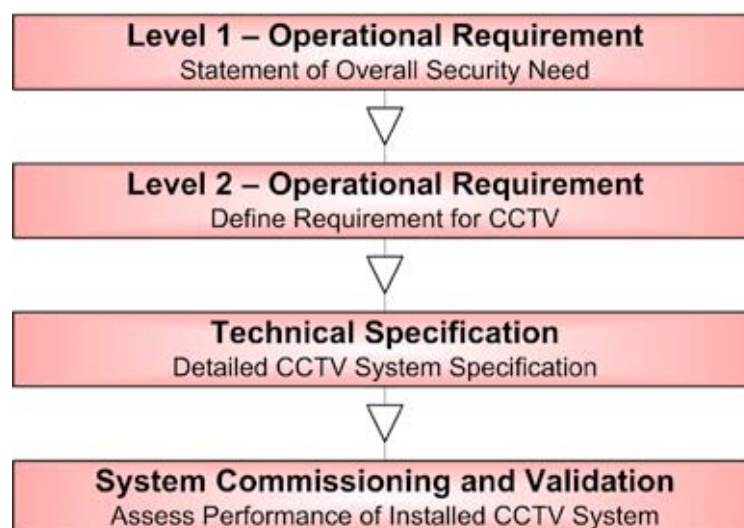 Level 1 – Operational Requirement
Statement of Overall Security Need
Level 2 – Operational Requirement
Define Requirement for CCTV
Technical Specification
Detailed CCTV System Specification
System Commissioning and Validation
Assess Performance of Installed CCTV System